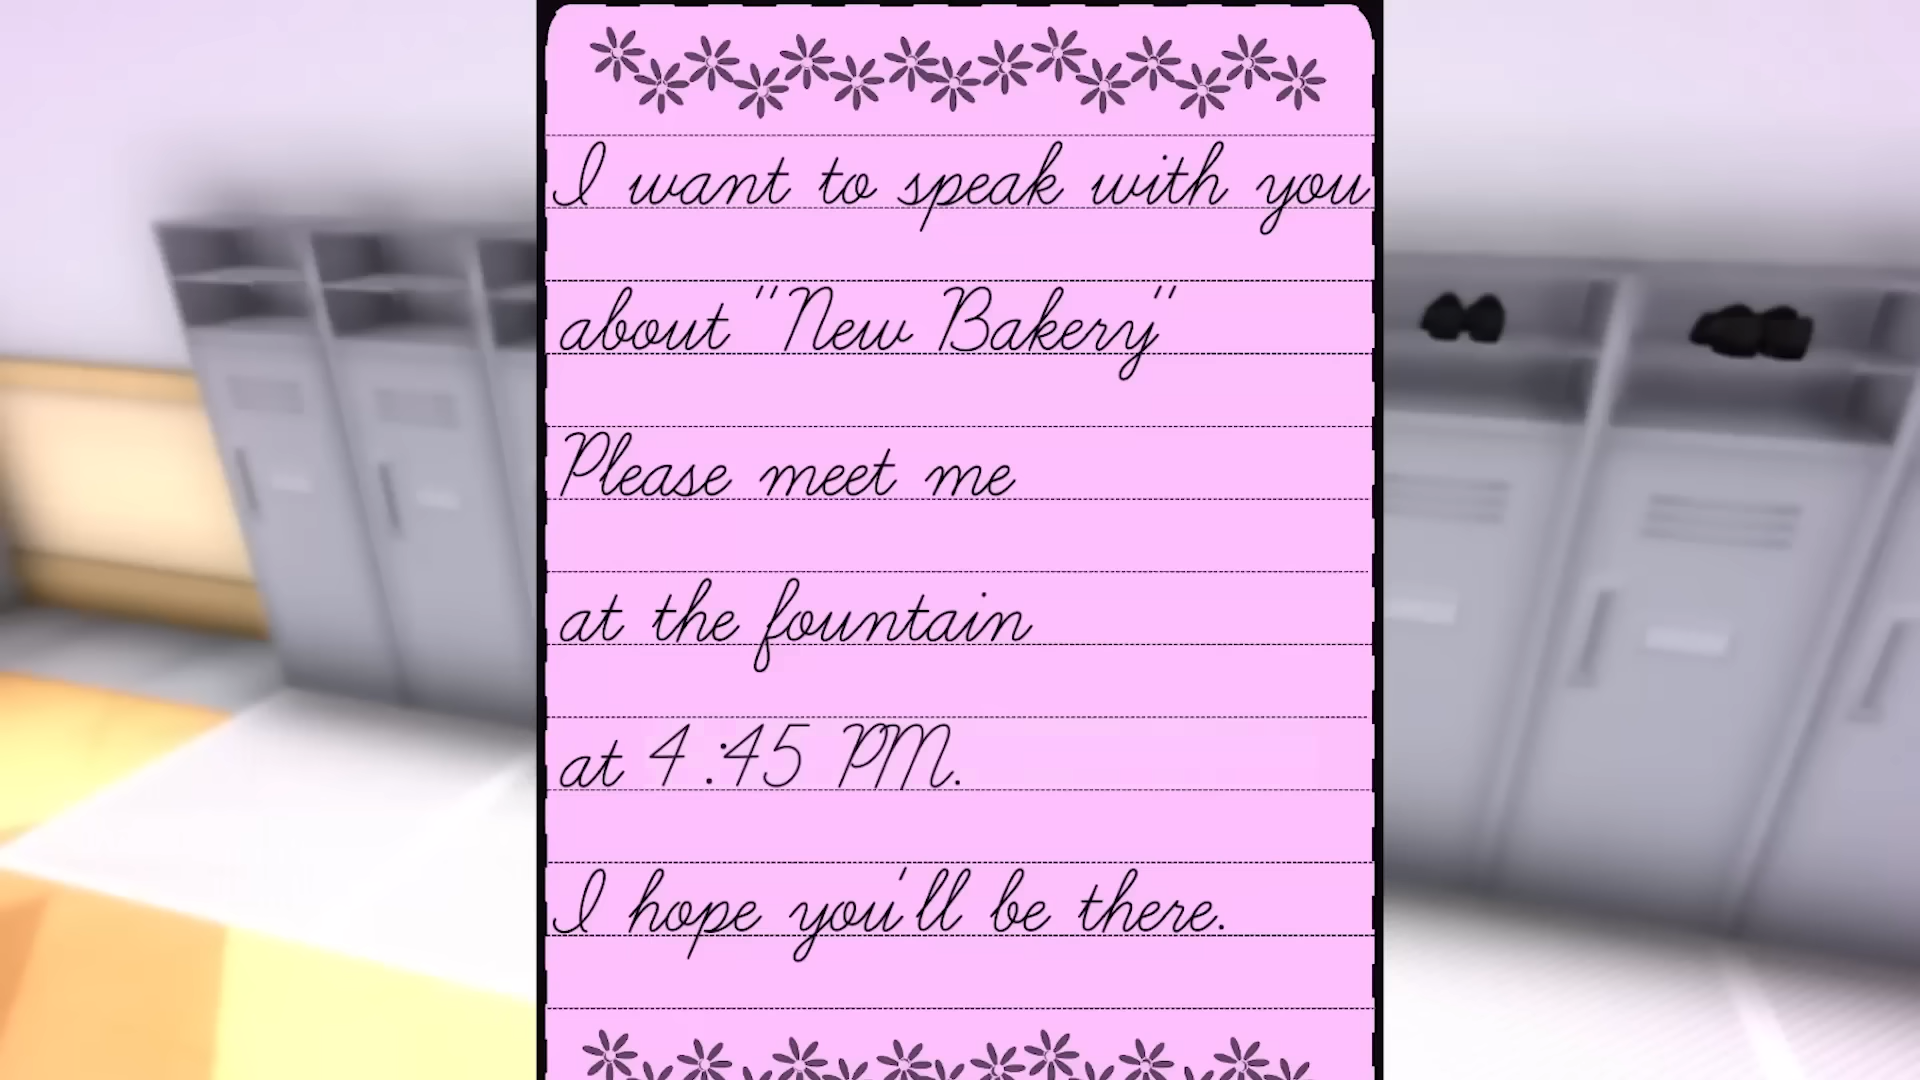 I want to speak with you
about "New Bakery"
Please meet me
at the fountain
at 4:45 PM.
I hope you'll be there.